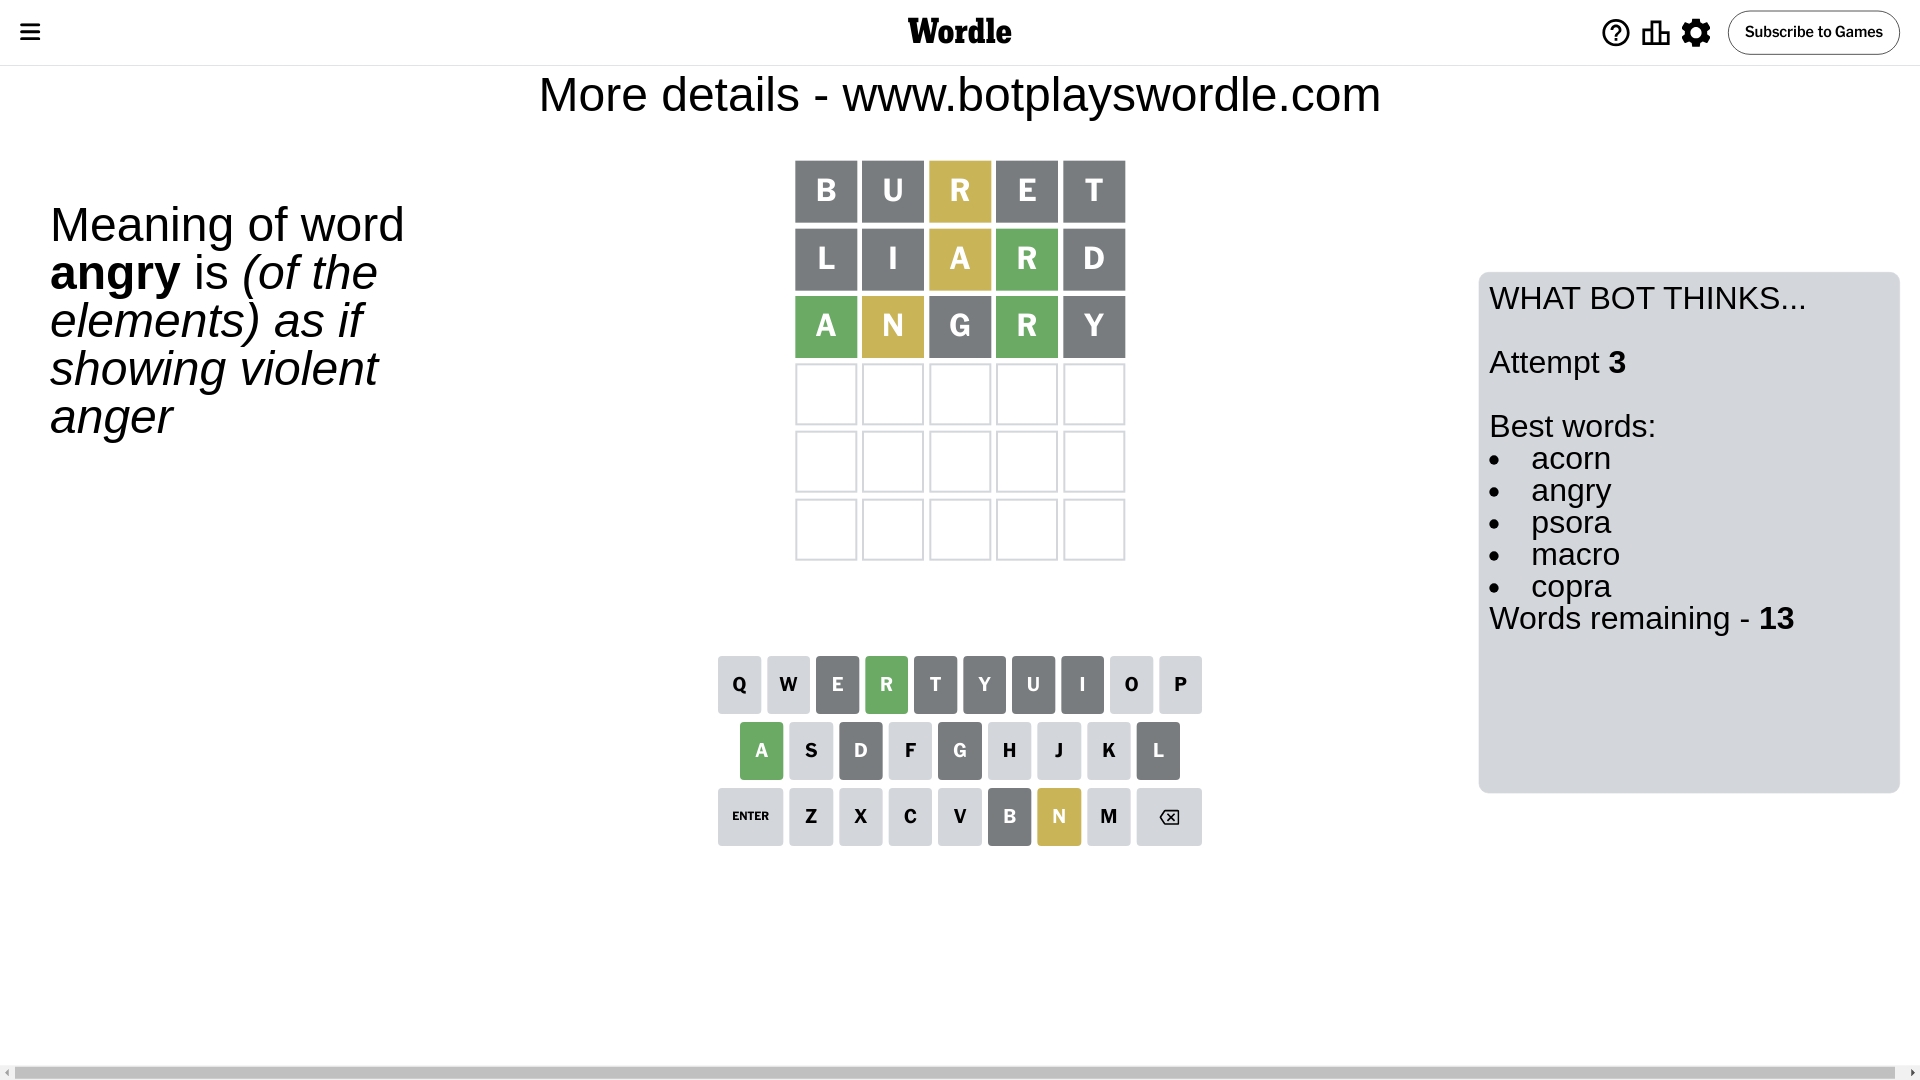 Wordle
Subscribe to Games
More details - www.botplayswordle.com
Meaning of word
angry is (of the
elements) as if
showing violent
anger
B U R E T
L I A R D
A N G R Y
WHAT BOT THINKS...
Attempt 3
Best words:
• acorn
• angry
• psora
• macro
• copra
Words remaining - 13
Q W E R T Y U I O P
A S D F G H J K L
ENTER Z X C V B N M